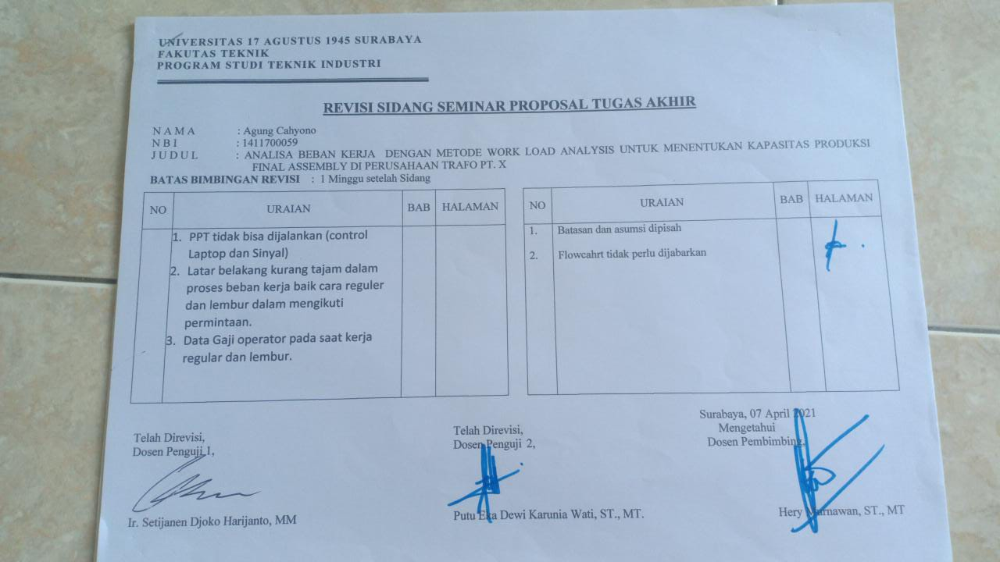 UNIVERSITAS 17 AGUSTUS 1945 SURABAYA
FAKUTAS TEKNIK
PROGRAM STUDI TEKNIK INDUSTRI
REVISI SIDANG SEMINAR PROPOSAL TUGAS AKHIR
N A M A : Agung Cahyono
N B I : 1411700059
J U D U L : ANALISA BEBAN KERJA DENGAN METODE WORK LOAD ANALYSIS UNTUK MENENTUKAN KAPASITAS PRODUKSI
FINAL ASSEMBLY DI PERUSAHAAN TRAFO PT. X
BATAS BIMBINGAN REVISI : 1 Minggu setelah Sidang
NO URAIAN BAB HALAMAN
1. PPT tidak bisa dijalankan (control
Laptop dan Sinyal)
2. Latar belakang kurang tajam dalam
proses beban kerja baik cara reguler
dan lembur dalam mengikuti
permintaan.
3. Data Gaji operator pada saat kerja
regular dan lembur.
NO URAIAN BAB HALAMAN
1. Batasan dan asumsi dipisah
2. Flowcahrt tidak perlu dijabarkan
Telah Direvisi,
Dosen Penguji 1,
Ir. Setijanen Djoko Harijanto, MM
Telah Direvisi,
Dosen Penguji 2,
Putu Eka Dewi Karunia Wati, ST., MT.
Surabaya, 07 April 2021
Mengetahui
Dosen Pembimbing,
Hery Murnawan, ST., MT